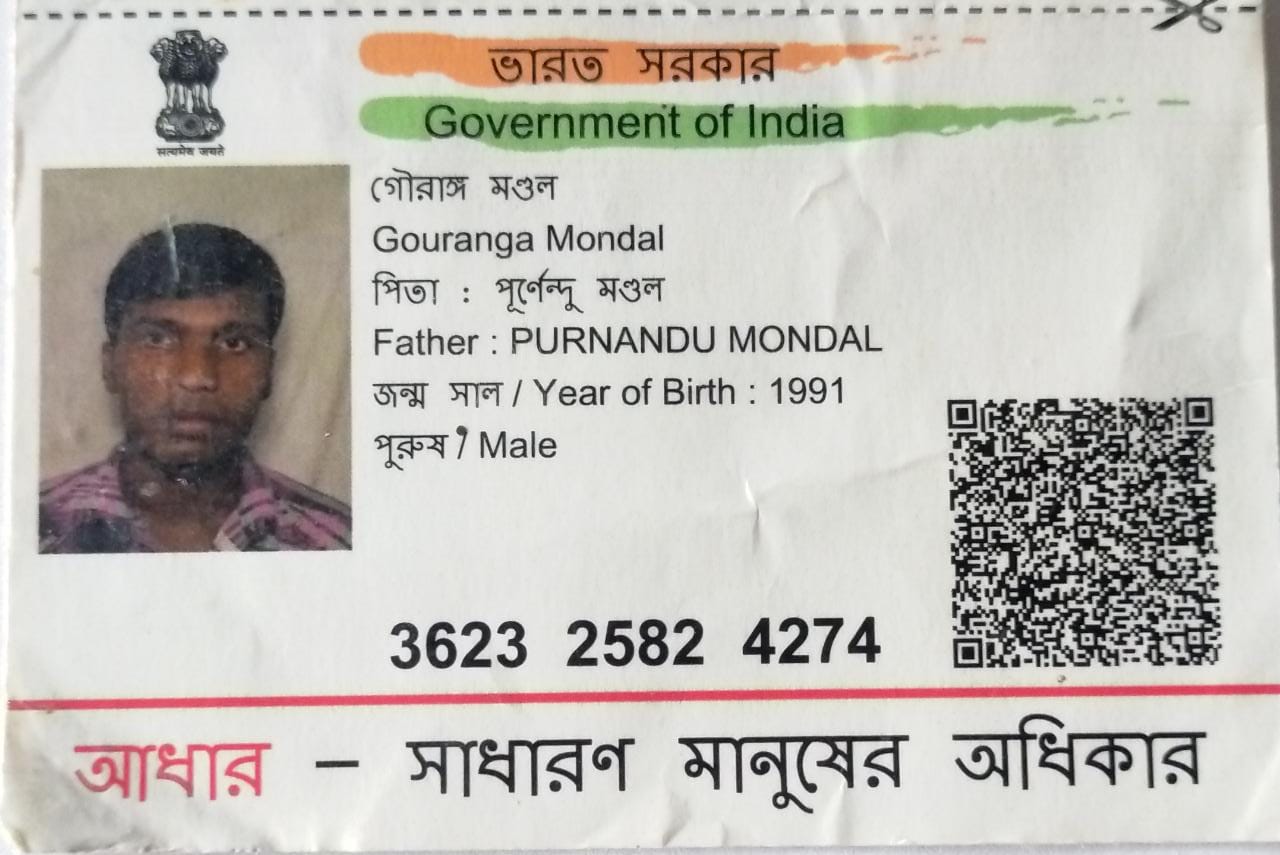 ভারত সরকার
Government of India
सत्यमेव जयते
গৌরাঙ্গ মণ্ডল
Gouranga Mondal
পিতা : পূর্ণেন্দু মণ্ডল
Father : PURNANDU MONDAL
জন্ম সাল / Year of Birth : 1991
পুরুষ / Male
3623 2582 4274
আধার – সাধারণ মানুষের অধিকার